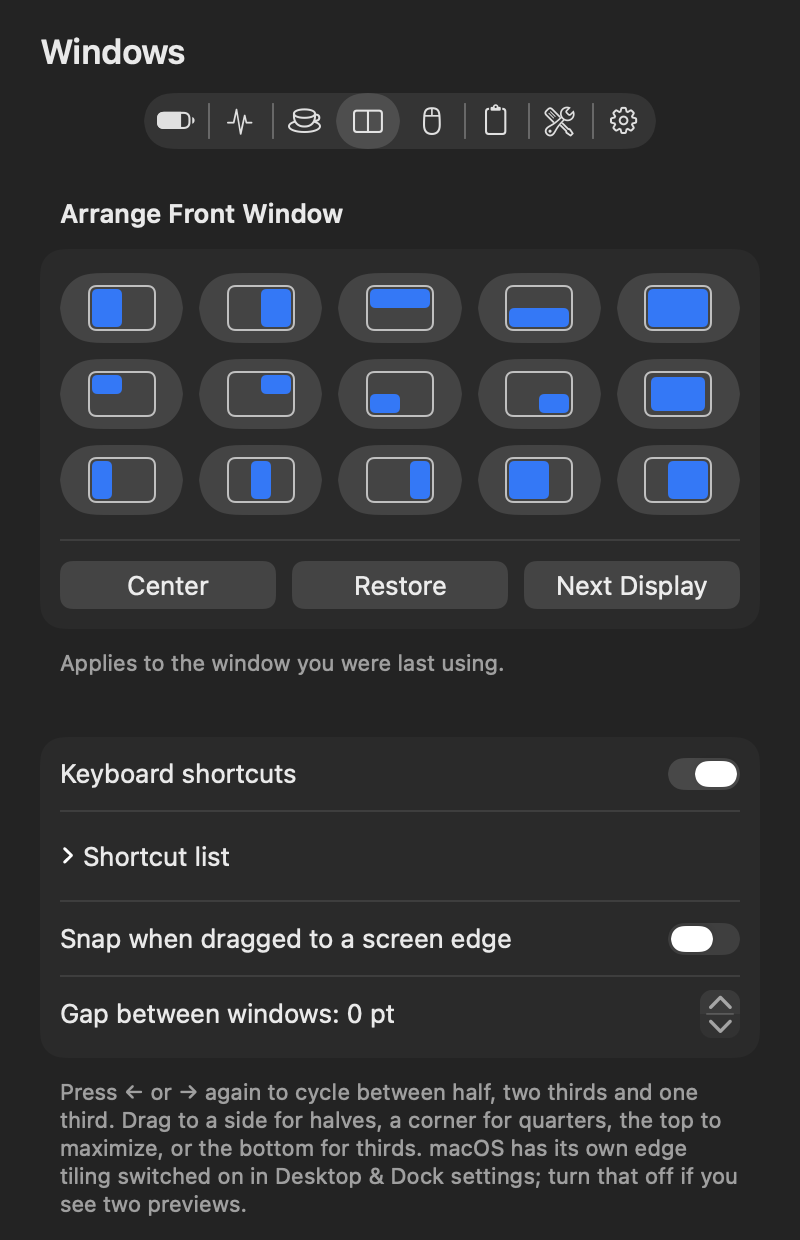 Windows
Arrange Front Window
Center
Restore
Next Display
Applies to the window you were last using.
Keyboard shortcuts
Shortcut list
Snap when dragged to a screen edge
Gap between windows: 0 pt
Press ← or → again to cycle between half, two thirds and one
third. Drag to a side for halves, a corner for quarters, the top to
maximize, or the bottom for thirds. macOS has its own edge
tiling switched on in Desktop & Dock settings; turn that off if you
see two previews.